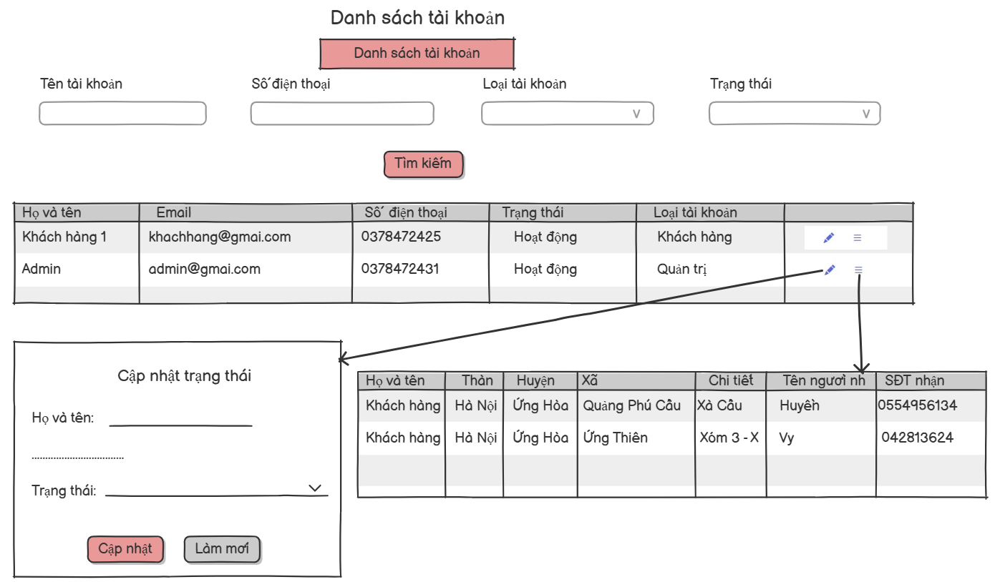 Danh sách tài khoản
Danh sách tài khoản
Tên tài khoản Số điện thoại Loại tài khoản Trạng thái
Tìm kiếm
Họ và tên Email Số điện thoại Trạng thái Loại tài khoản
Khách hàng 1 khachhang@gmai.com 0378472425 Hoạt động Khách hàng
Admin admin@gmai.com 0378472431 Hoạt động Quản trị
Cập nhật trạng thái
Họ và tên:
..................................
Trạng thái:
Cập nhật Làm mới
Họ và tên Thàn Huyện Xã Chi tiết Tên người nh SĐT nhận
Khách hàng Hà Nội Ứng Hòa Quảng Phú Cầu Xà Cầu Huyền 0554956134
Khách hàng Hà Nội Ứng Hòa Ứng Thiên Xóm 3 - X Vy 042813624